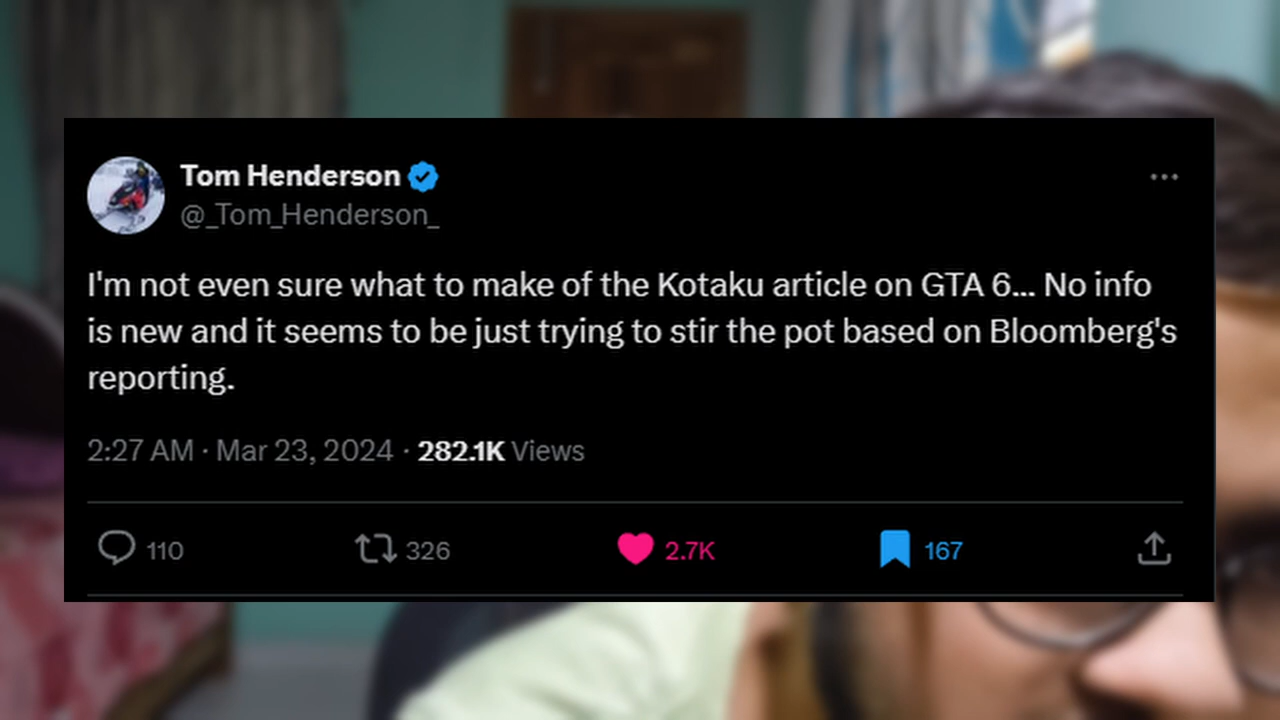 Tom Henderson
@_Tom_Henderson_
I'm not even sure what to make of the Kotaku article on GTA 6... No info
is new and it seems to be just trying to stir the pot based on Bloomberg's
reporting.
2:27 AM · Mar 23, 2024 · 282.1K Views
110 326 2.7K 167